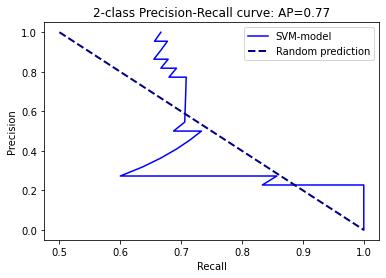 2-class Precision-Recall curve: AP=0.77
SVM-model
Random prediction
Precision
1.0
0.8
0.6
0.4
0.2
0.0
0.5 0.6 0.7 0.8 0.9 1.0
Recall